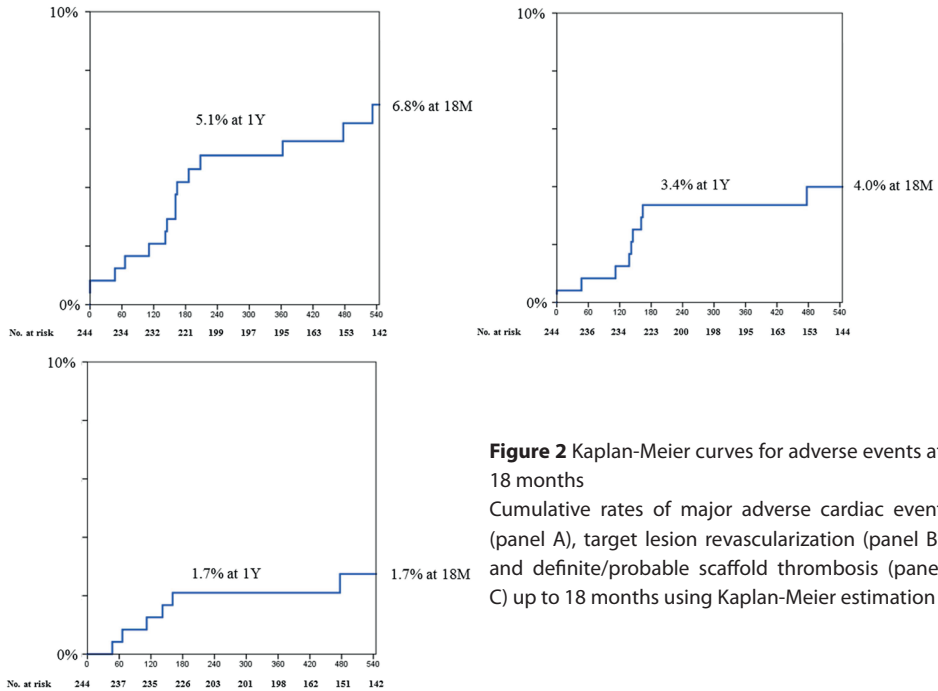 10%
5.1% at 1Y
6.8% at 18M
0%
0 60 120 180 240 300 360 420 480 540
No. at risk 244 234 232 221 199 197 195 163 153 142
10%
3.4% at 1Y
4.0% at 18M
0%
0 60 120 180 240 300 360 420 480 540
No. at risk 244 236 234 223 200 198 195 163 153 144
10%
1.7% at 1Y
1.7% at 18M
0%
0 60 120 180 240 300 360 420 480 540
No. at risk 244 237 235 226 203 201 198 162 151 142
Figure 2 Kaplan-Meier curves for adverse events at
18 months
Cumulative rates of major adverse cardiac event
(panel A), target lesion revascularization (panel B
and definite/probable scaffold thrombosis (pane
C) up to 18 months using Kaplan-Meier estimation